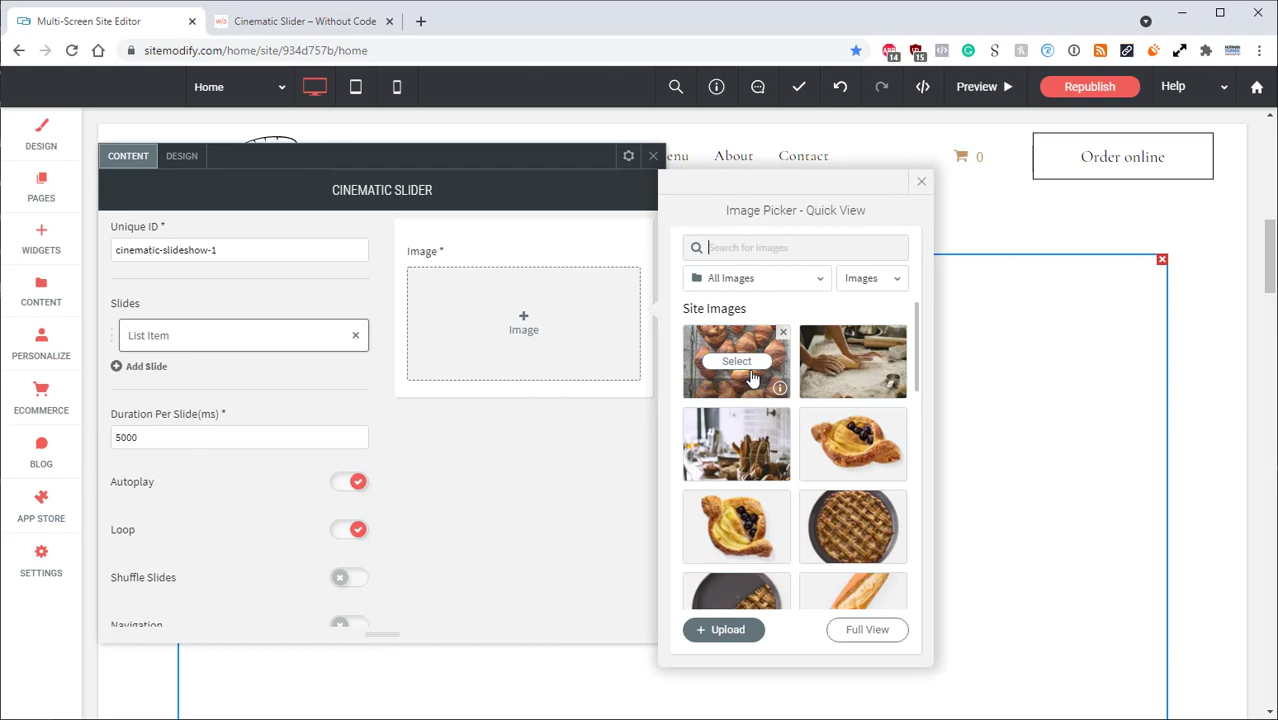 Multi-Screen Site Editor
Cinematic Slider – Without Code
sitemodify.com/home/site/934d757b/home
14
15
Home
Preview
Republish
Help
DESIGN
PAGES
WIDGETS
CONTENT
PERSONALIZE
ECOMMERCE
BLOG
APP STORE
SETTINGS
enu
About
Contact
0
Order online
CONTENT
DESIGN
CINEMATIC SLIDER
Unique ID *
cinematic-slideshow-1
Slides
List Item
Add Slide
Duration Per Slide(ms) *
5000
Autoplay
Loop
Shuffle Slides
Navigation
Image *
Image
Image Picker - Quick View
Search for images
All Images
Images
Site Images
Select
Upload
Full View